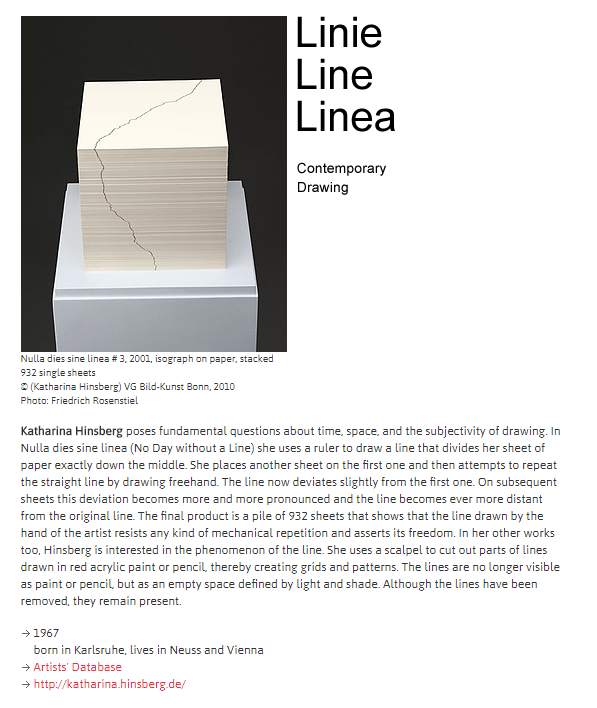 Linie
Line
Linea
Contemporary
Drawing
Nulla dies sine linea # 3, 2001, isograph on paper, stacked
932 single sheets
© (Katharina Hinsberg) VG Bild-Kunst Bonn, 2010
Photo: Friedrich Rosenstiel
Katharina Hinsberg poses fundamental questions about time, space, and the subjectivity of drawing. In
Nulla dies sine linea (No Day without a Line) she uses a ruler to draw a line that divides her sheet of
paper exactly down the middle. She places another sheet on the first one and then attempts to repeat
the straight line by drawing freehand. The line now deviates slightly from the first one. On subsequent
sheets this deviation becomes more and more pronounced and the line becomes ever more distant
from the original line. The final product is a pile of 932 sheets that shows that the line drawn by the
hand of the artist resists any kind of mechanical repetition and asserts its freedom. In her other works
too, Hinsberg is interested in the phenomenon of the line. She uses a scalpel to cut out parts of lines
drawn in red acrylic paint or pencil, thereby creating grids and patterns. The lines are no longer visible
as paint or pencil, but as an empty space defined by light and shade. Although the lines have been
removed, they remain present.
→ 1967
born in Karlsruhe, lives in Neuss and Vienna
→ Artists' Database
→ http://katharina.hinsberg.de/